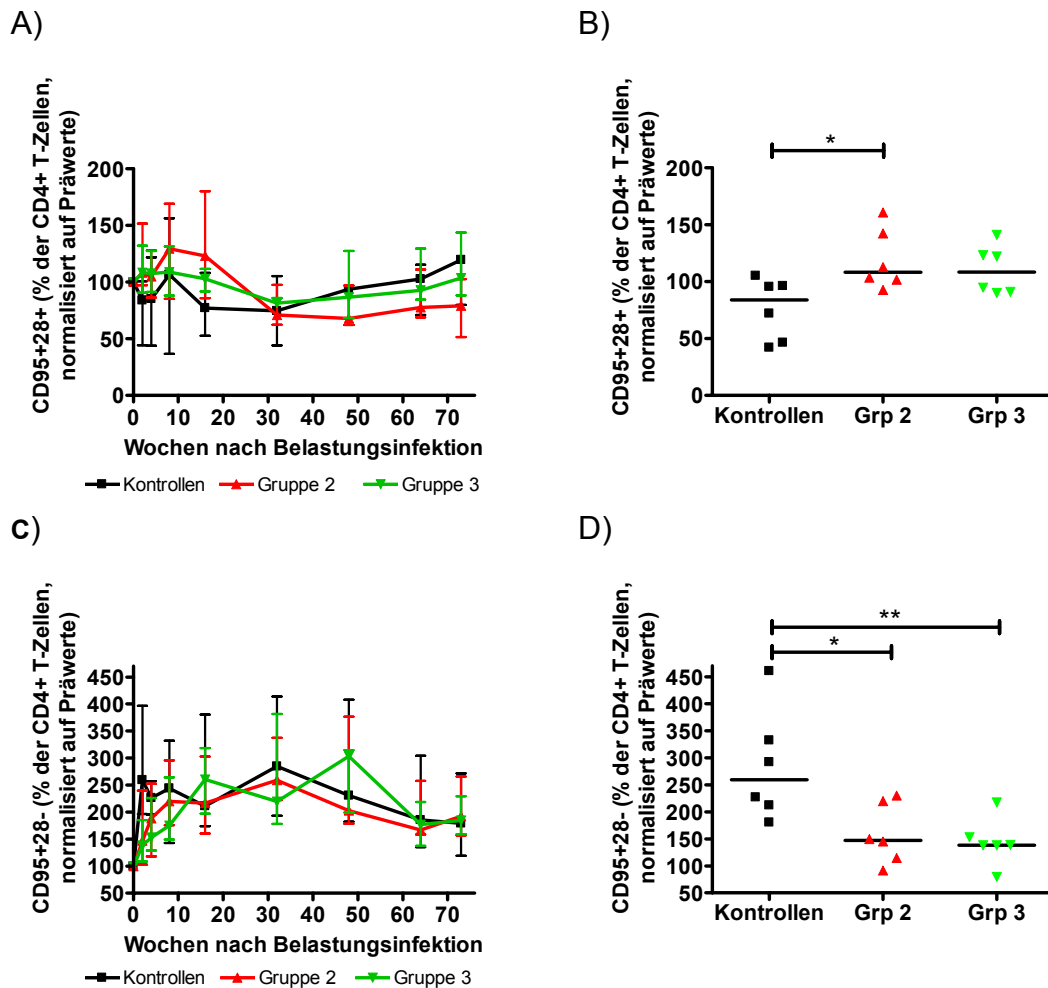 A)
CD95+28+ (% der CD4+ T-Zellen,
normalisiert auf Präwerte)
200
150
100
50
0
0 10 20 30 40 50 60 70
Wochen nach Belastungsinfektion
Kontrollen Gruppe 2 Gruppe 3
B)
CD95+28+ (% der CD4+ T-Zellen,
normalisiert auf Präwerte)
*
200
150
100
50
0
Kontrollen Grp 2 Grp 3
C)
CD95+28- (% der CD4+ T-Zellen,
normalisiert auf Präwerte)
450
400
350
300
250
200
150
100
50
0 10 20 30 40 50 60 70
Wochen nach Belastungsinfektion
Kontrollen Gruppe 2 Gruppe 3
D)
CD95+28- (% der CD4+ T-Zellen,
normalisiert auf Präwerte)
**
*
450
400
350
300
250
200
150
100
50
Kontrollen Grp 2 Grp 3